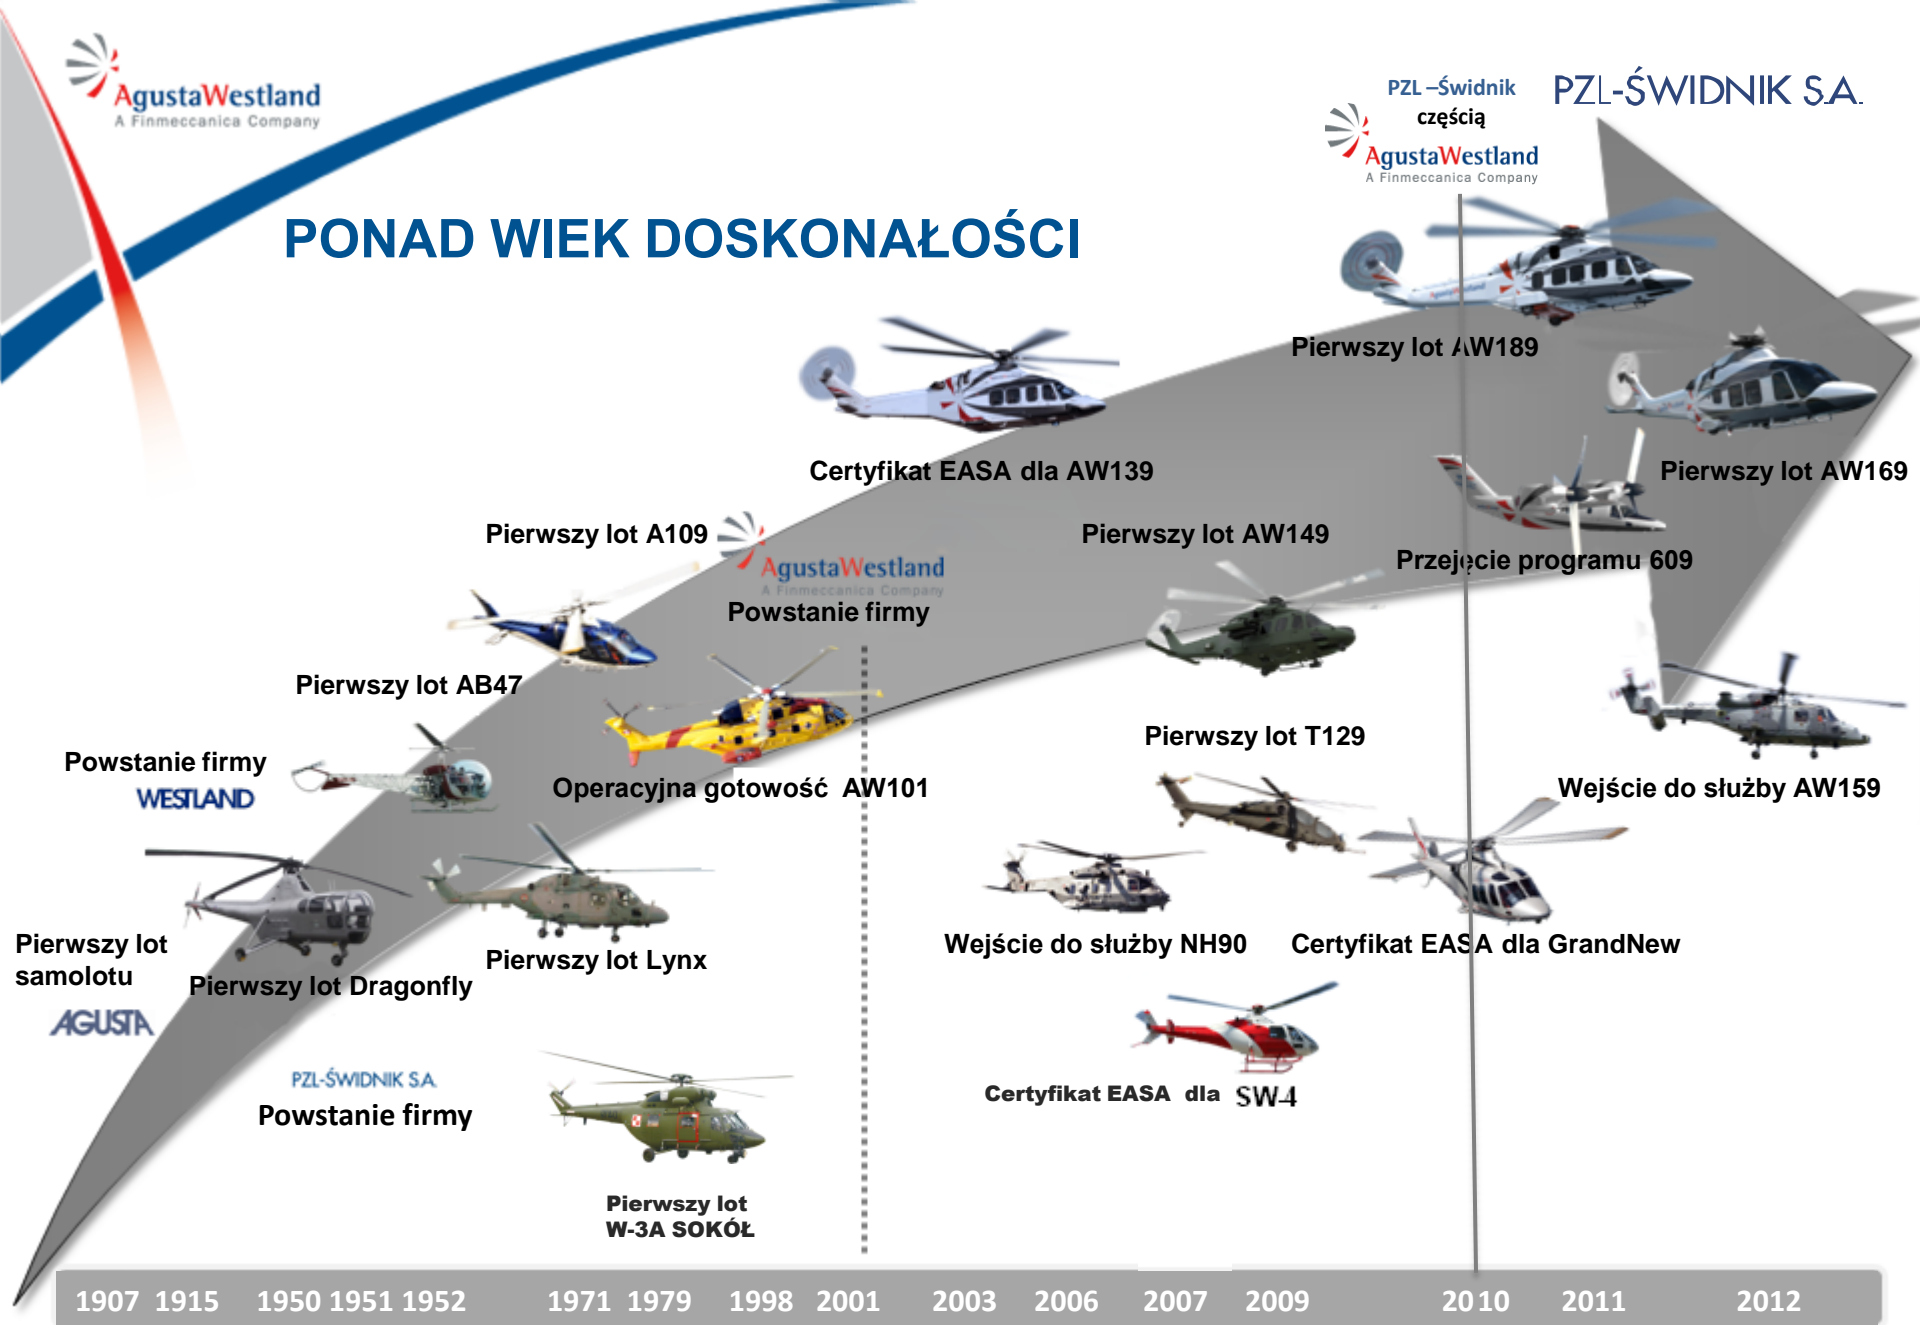 AgustaWestland
A Finmeccanica Company
PZL –Świdnik
częścią
AgustaWestland
A Finmeccanica Company
PZL-ŚWIDNIK S.A.
PONAD WIEK DOSKONAŁOŚCI
Pierwszy lot AW189
Certyfikat EASA dla AW139
Pierwszy lot AW169
Pierwszy lot A109
AgustaWestland
A Finmeccanica Company
Powstanie firmy
Pierwszy lot AW149
Przejęcie programu 609
Pierwszy lot AB47
Powstanie firmy
WESTLAND
Operacyjna gotowość AW101
Pierwszy lot T129
Wejście do służby AW159
Pierwszy lot
samolotu
AGUSTA
Pierwszy lot Dragonfly
Pierwszy lot Lynx
Wejście do służby NH90
Certyfikat EASA dla GrandNew
PZL-ŚWIDNIK S.A.
Powstanie firmy
Certyfikat EASA dla SW-4
Pierwszy lot
W-3A SOKÓŁ
1907 1915 1950 1951 1952 1971 1979 1998 2001 2003 2006 2007 2009 2010 2011 2012